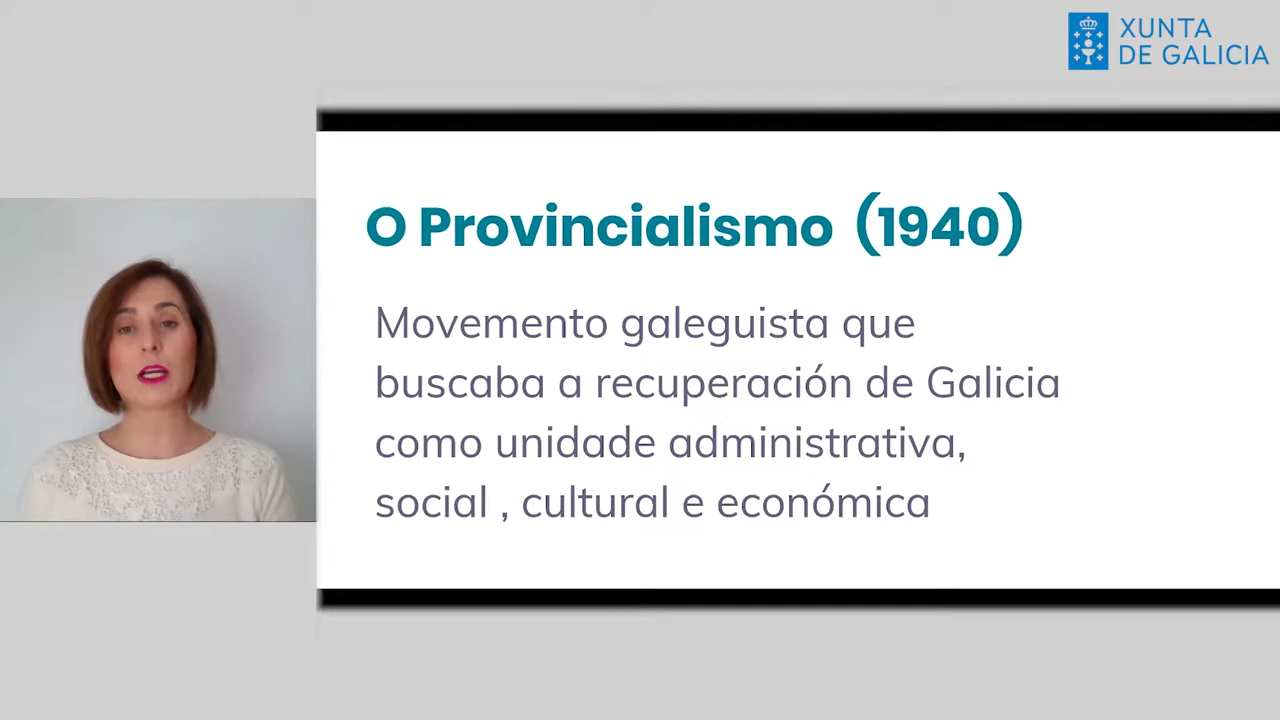 XUNTA
DE GALICIA
O Provincialismo (1940)
Movemento galeguista que
buscaba a recuperación de Galicia
como unidade administrativa,
social , cultural e económica